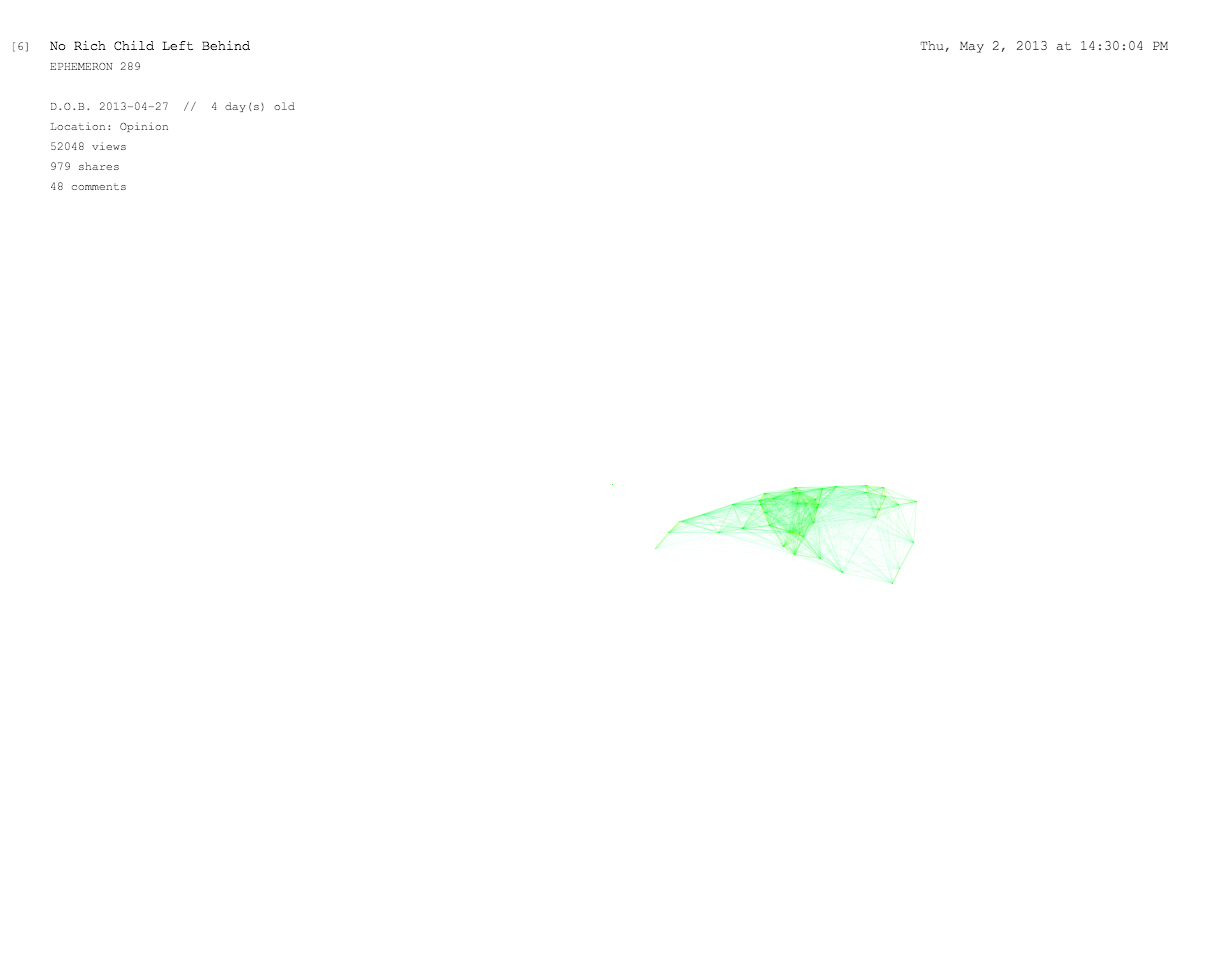 [6] No Rich Child Left Behind
Thu, May 2, 2013 at 14:30:04 PM
EPHEMERON 289
D.O.B. 2013-04-27 // 4 day(s) old
Location: Opinion
52048 views
979 shares
48 comments